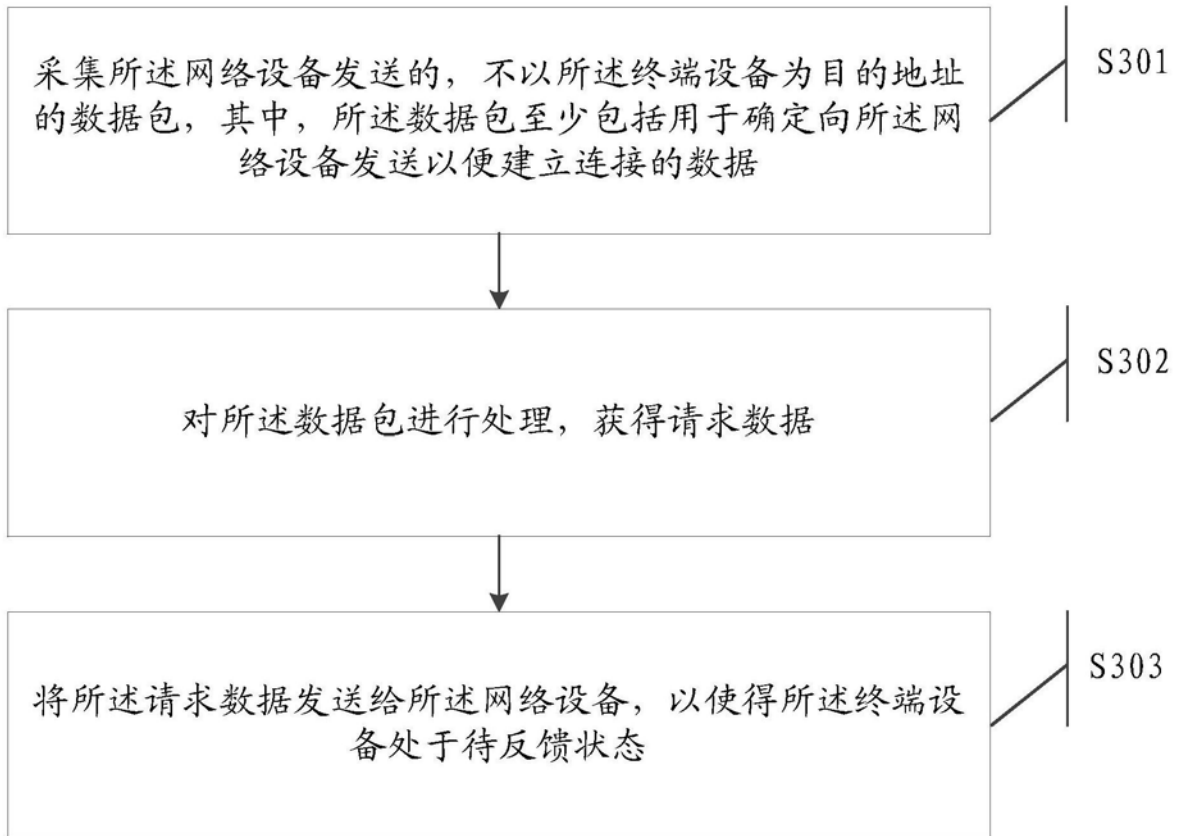 采集所述网络设备发送的，不以所述终端设备为目的地址
的数据包，其中，所述数据包至少包括用于确定向所述网
络设备发送以便建立连接的数据
S301
对所述数据包进行处理，获得请求数据
S302
将所述请求数据发送给所述网络设备，以使得所述终端设
备处于待反馈状态
S303